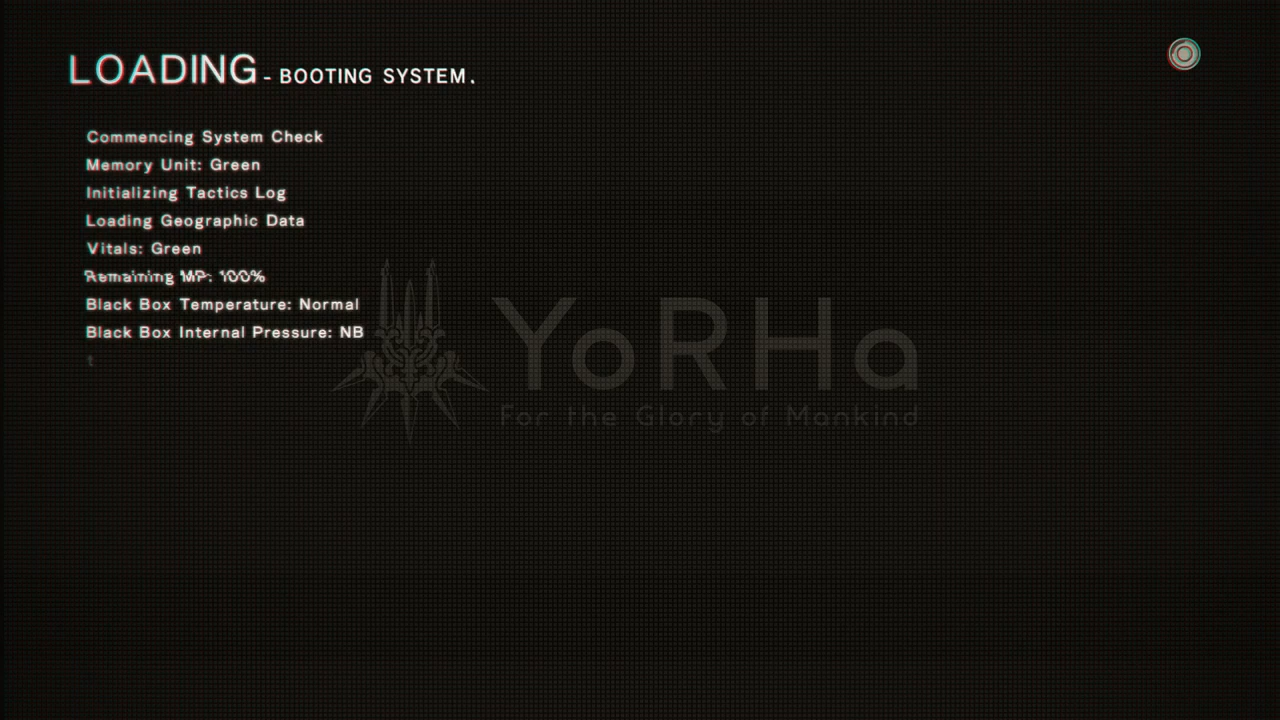 LOADING - BOOTING SYSTEM.
Commencing System Check
Memory Unit: Green
Initializing Tactics Log
Loading Geographic Data
Vitals: Green
Remaining MP: 100%
Black Box Temperature: Normal
Black Box Internal Pressure: NB
t
YoRHa
For the Glory of Mankind